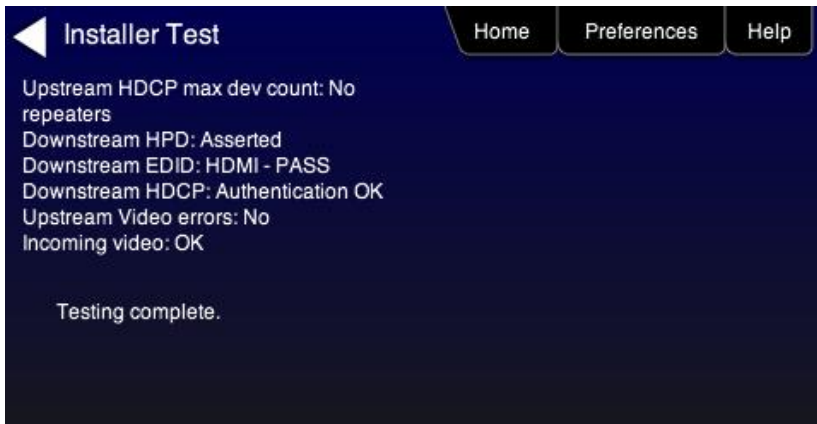 Installer Test
Home
Preferences
Help
Upstream HDCP max dev count: No
repeaters
Downstream HPD: Asserted
Downstream EDID: HDMI - PASS
Downstream HDCP: Authentication OK
Upstream Video errors: No
Incoming video: OK
Testing complete.